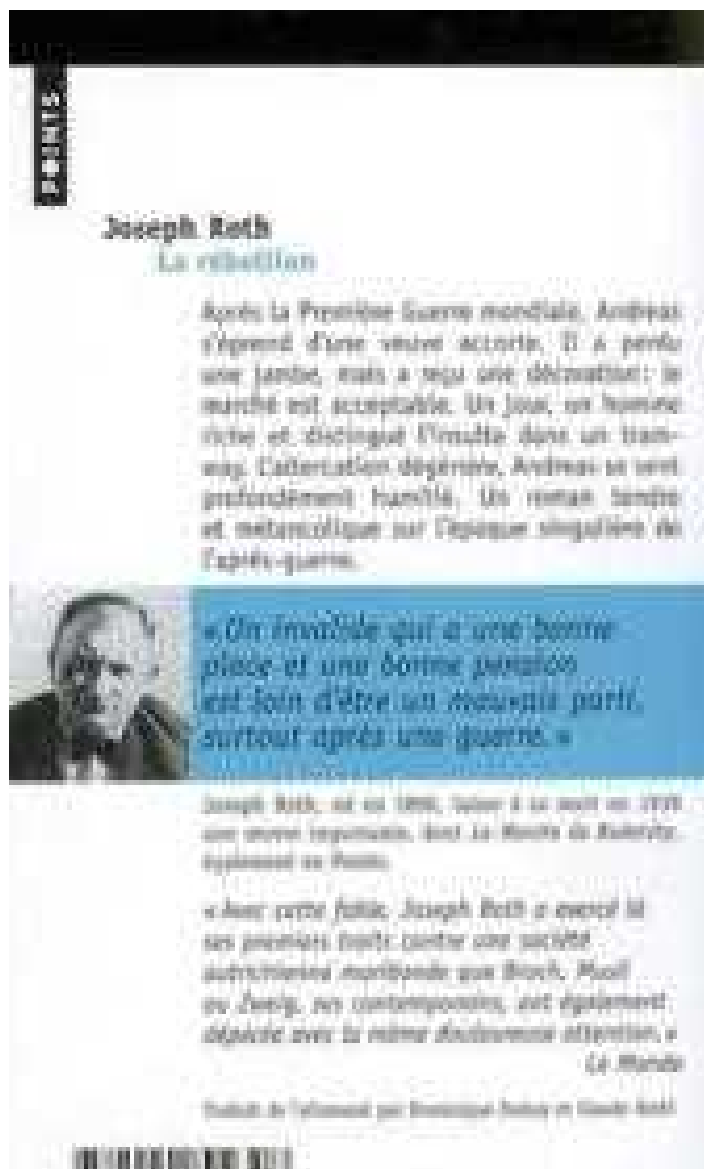 POINTS
Joseph Roth
La rébellion
Après la Première Guerre mondiale, Andreas
s'éprend d'une veuve accorte. Il a perdu
une jambe, mais a reçu une décoration : le
marché est acceptable. Un jour, un homme
riche et distingué l'insulte dans un tram-
way. L'altercation dégénère, Andreas se sent
profondément humilié. Un roman tendre
et mélancolique sur l'époque singulière de
l'après-guerre.
« Un invalide qui a une bonne
place et une bonne pension
est loin d'être un mauvais parti,
surtout après une guerre. »
Joseph Roth, né en 1894, laisse à sa mort en 1939
une œuvre importante, dont La Marche de Radetzky,
également en Points.
« Avec cette fable, Joseph Roth a exercé là
ses premiers traits contre une société
autrichienne moribonde que Broch, Musil
ou Zweig, ses contemporains, ont également
dépecée avec la même douloureuse attention. »
Le Monde
Traduit de l'allemand par Dominique et